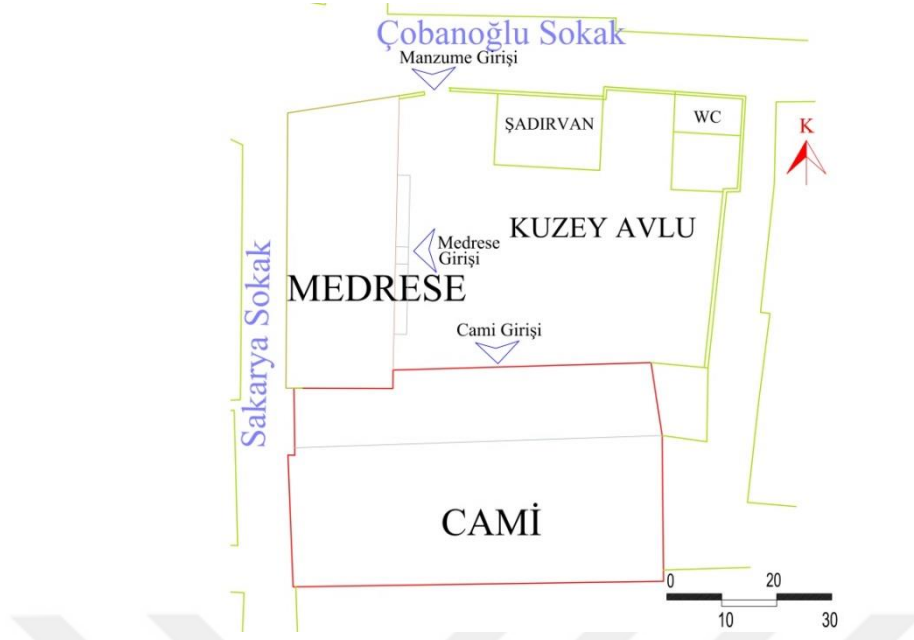 Çobanoğlu Sokak
Manzume Girişi
ŞADIRVAN
WC
K
KUZEY AVLU
Medrese
Girişi
MEDRESE
Sakarya Sokak
Cami Girişi
CAMİ
0 20
10 30